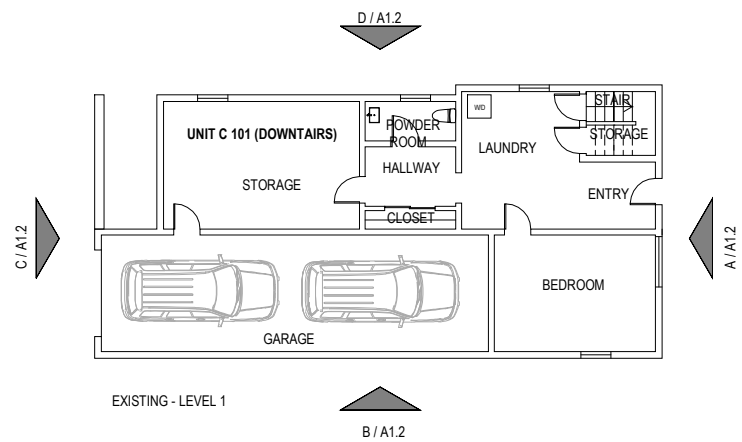 D / A1.2
STAIR
WD
UNIT C 101 (DOWNTAIRS)
POWDER
ROOM
STORAGE
LAUNDRY
HALLWAY
STORAGE
ENTRY
CLOSET
C / A1.2
A / A1.2
BEDROOM
GARAGE
EXISTING - LEVEL 1
B / A1.2